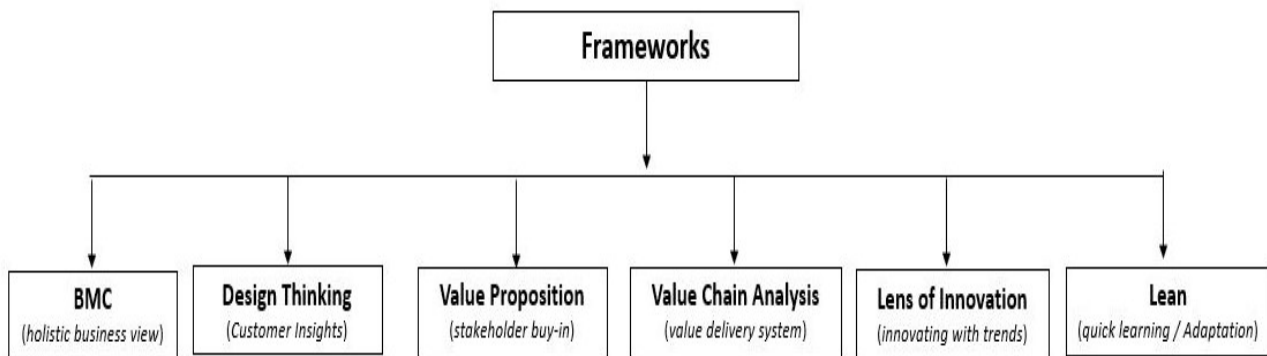 Frameworks
BMC
(holistic business view)
Design Thinking
(Customer Insights)
Value Proposition
(stakeholder buy-in)
Value Chain Analysis
(value delivery system)
Lens of Innovation
(innovating with trends)
Lean
(quick learning / Adaptation)